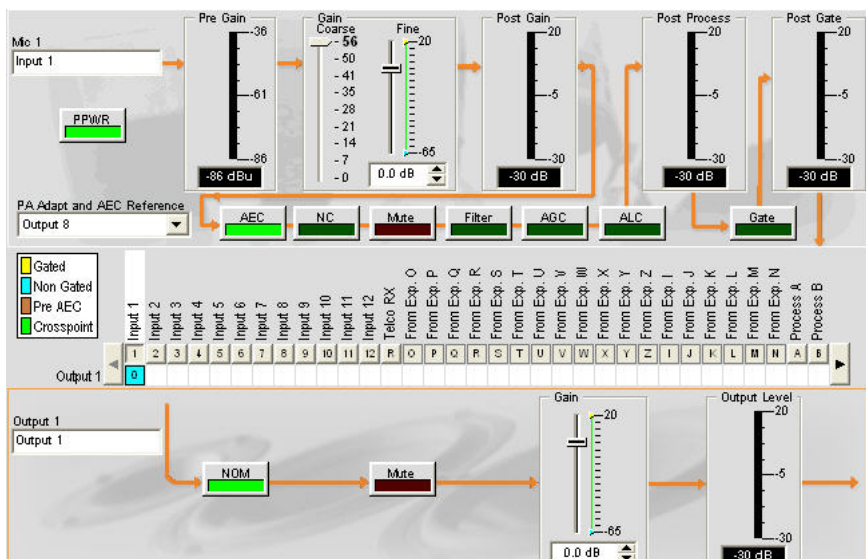 Pre Gain
Gain
Post Gain
Post Process
Post Gate
Coarse
Fine
Mic 1
Input 1
PPWR
-36
-61
-86
-86 dBu
56
50
41
35
28
21
14
7
0
20
-65
0.0 dB
20
-5
-30
-30 dB
20
-5
-30
-30 dB
20
-5
-30
-30 dB
PA Adapt and AEC Reference
Output 8
AEC
NC
Mute
Filter
AGC
ALC
Gate
Gated
Non Gated
Pre AEC
Crosspoint
Input 1
Input 2
Input 3
Input 4
Input 5
Input 6
Input 7
Input 8
Input 9
Input 10
Input 11
Input 12
Telco RX
From Exp. O
From Exp. P
From Exp. Q
From Exp. R
From Exp. S
From Exp. T
From Exp. U
From Exp. V
From Exp. W
From Exp. X
From Exp. Y
From Exp. Z
From Exp. I
From Exp. J
From Exp. K
From Exp. L
From Exp. M
From Exp. N
Process A
Process B
1 2 3 4 5 6 7 8 9 10 11 12 R O P Q R S T U V W X Y Z I J K L M N A B
Output 1
0
Output 1
Output 1
NOM
Mute
Gain
20
-65
0.0 dB
Output Level
20
-5
-30
-30 dB